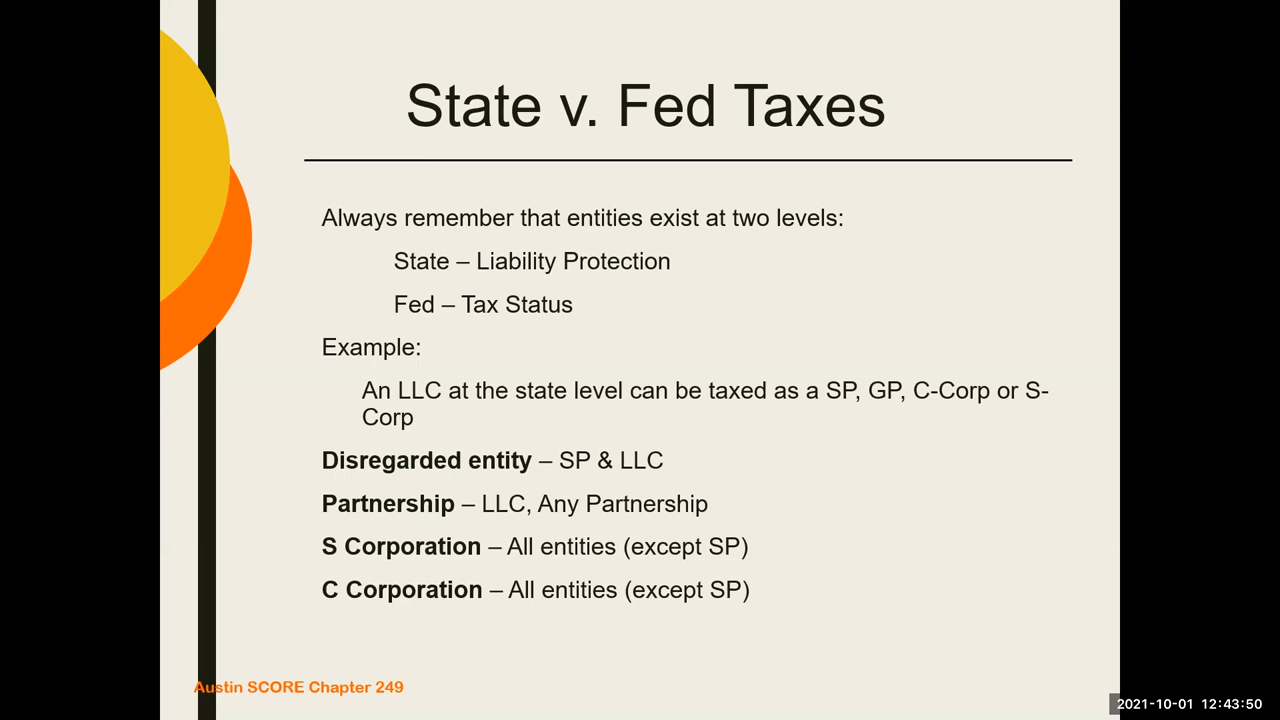 State v. Fed Taxes
Always remember that entities exist at two levels:
State – Liability Protection
Fed – Tax Status
Example:
An LLC at the state level can be taxed as a SP, GP, C-Corp or S-
Corp
Disregarded entity – SP & LLC
Partnership – LLC, Any Partnership
S Corporation – All entities (except SP)
C Corporation – All entities (except SP)
Austin SCORE Chapter 249
2021-10-01 12:43:50